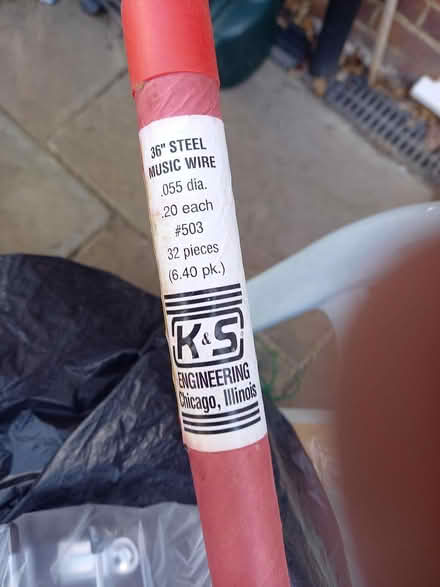 36" STEEL
MUSIC WIRE
.055 dia.
.20 each
#503
32 pieces
(6.40 pk.)
K&S
ENGINEERING
Chicago, Illinois